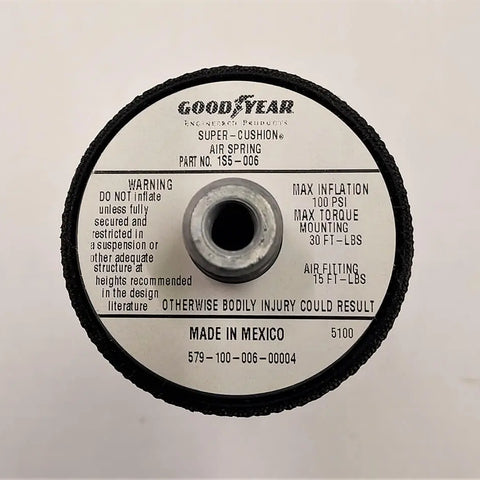 GOODYEAR
ENGINEERED PRODUCTS
SUPER-CUSHION®
AIR SPRING
PART NO. 1S5-006
WARNING
DO NOT inflate
unless fully
secured and
restricted in
a suspension or
other adequate
structure at
heights recommended
in the design
literature
OTHERWISE BODILY INJURY COULD RESULT
MAX INFLATION
100 PSI
MAX TORQUE
MOUNTING
30 FT-LBS
AIR FITTING
15 FT-LBS
MADE IN MEXICO
5100
579-100-006-00004